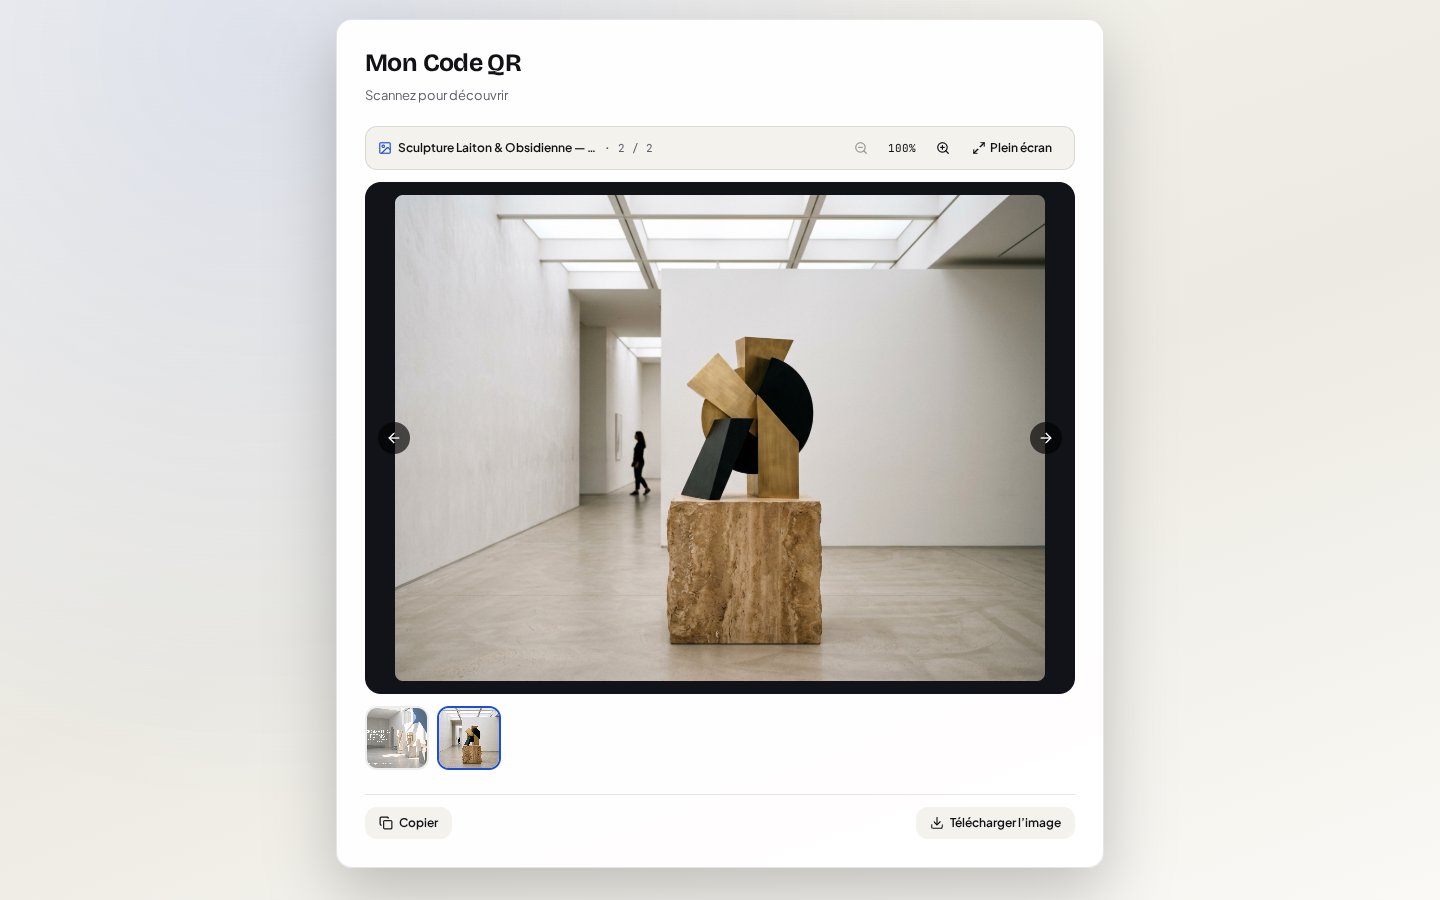 Mon Code QR
Scannez pour découvrir
Sculpture Laiton & Obsidienne — … · 2 / 2
100%
Plein écran
Copier
Télécharger l’image